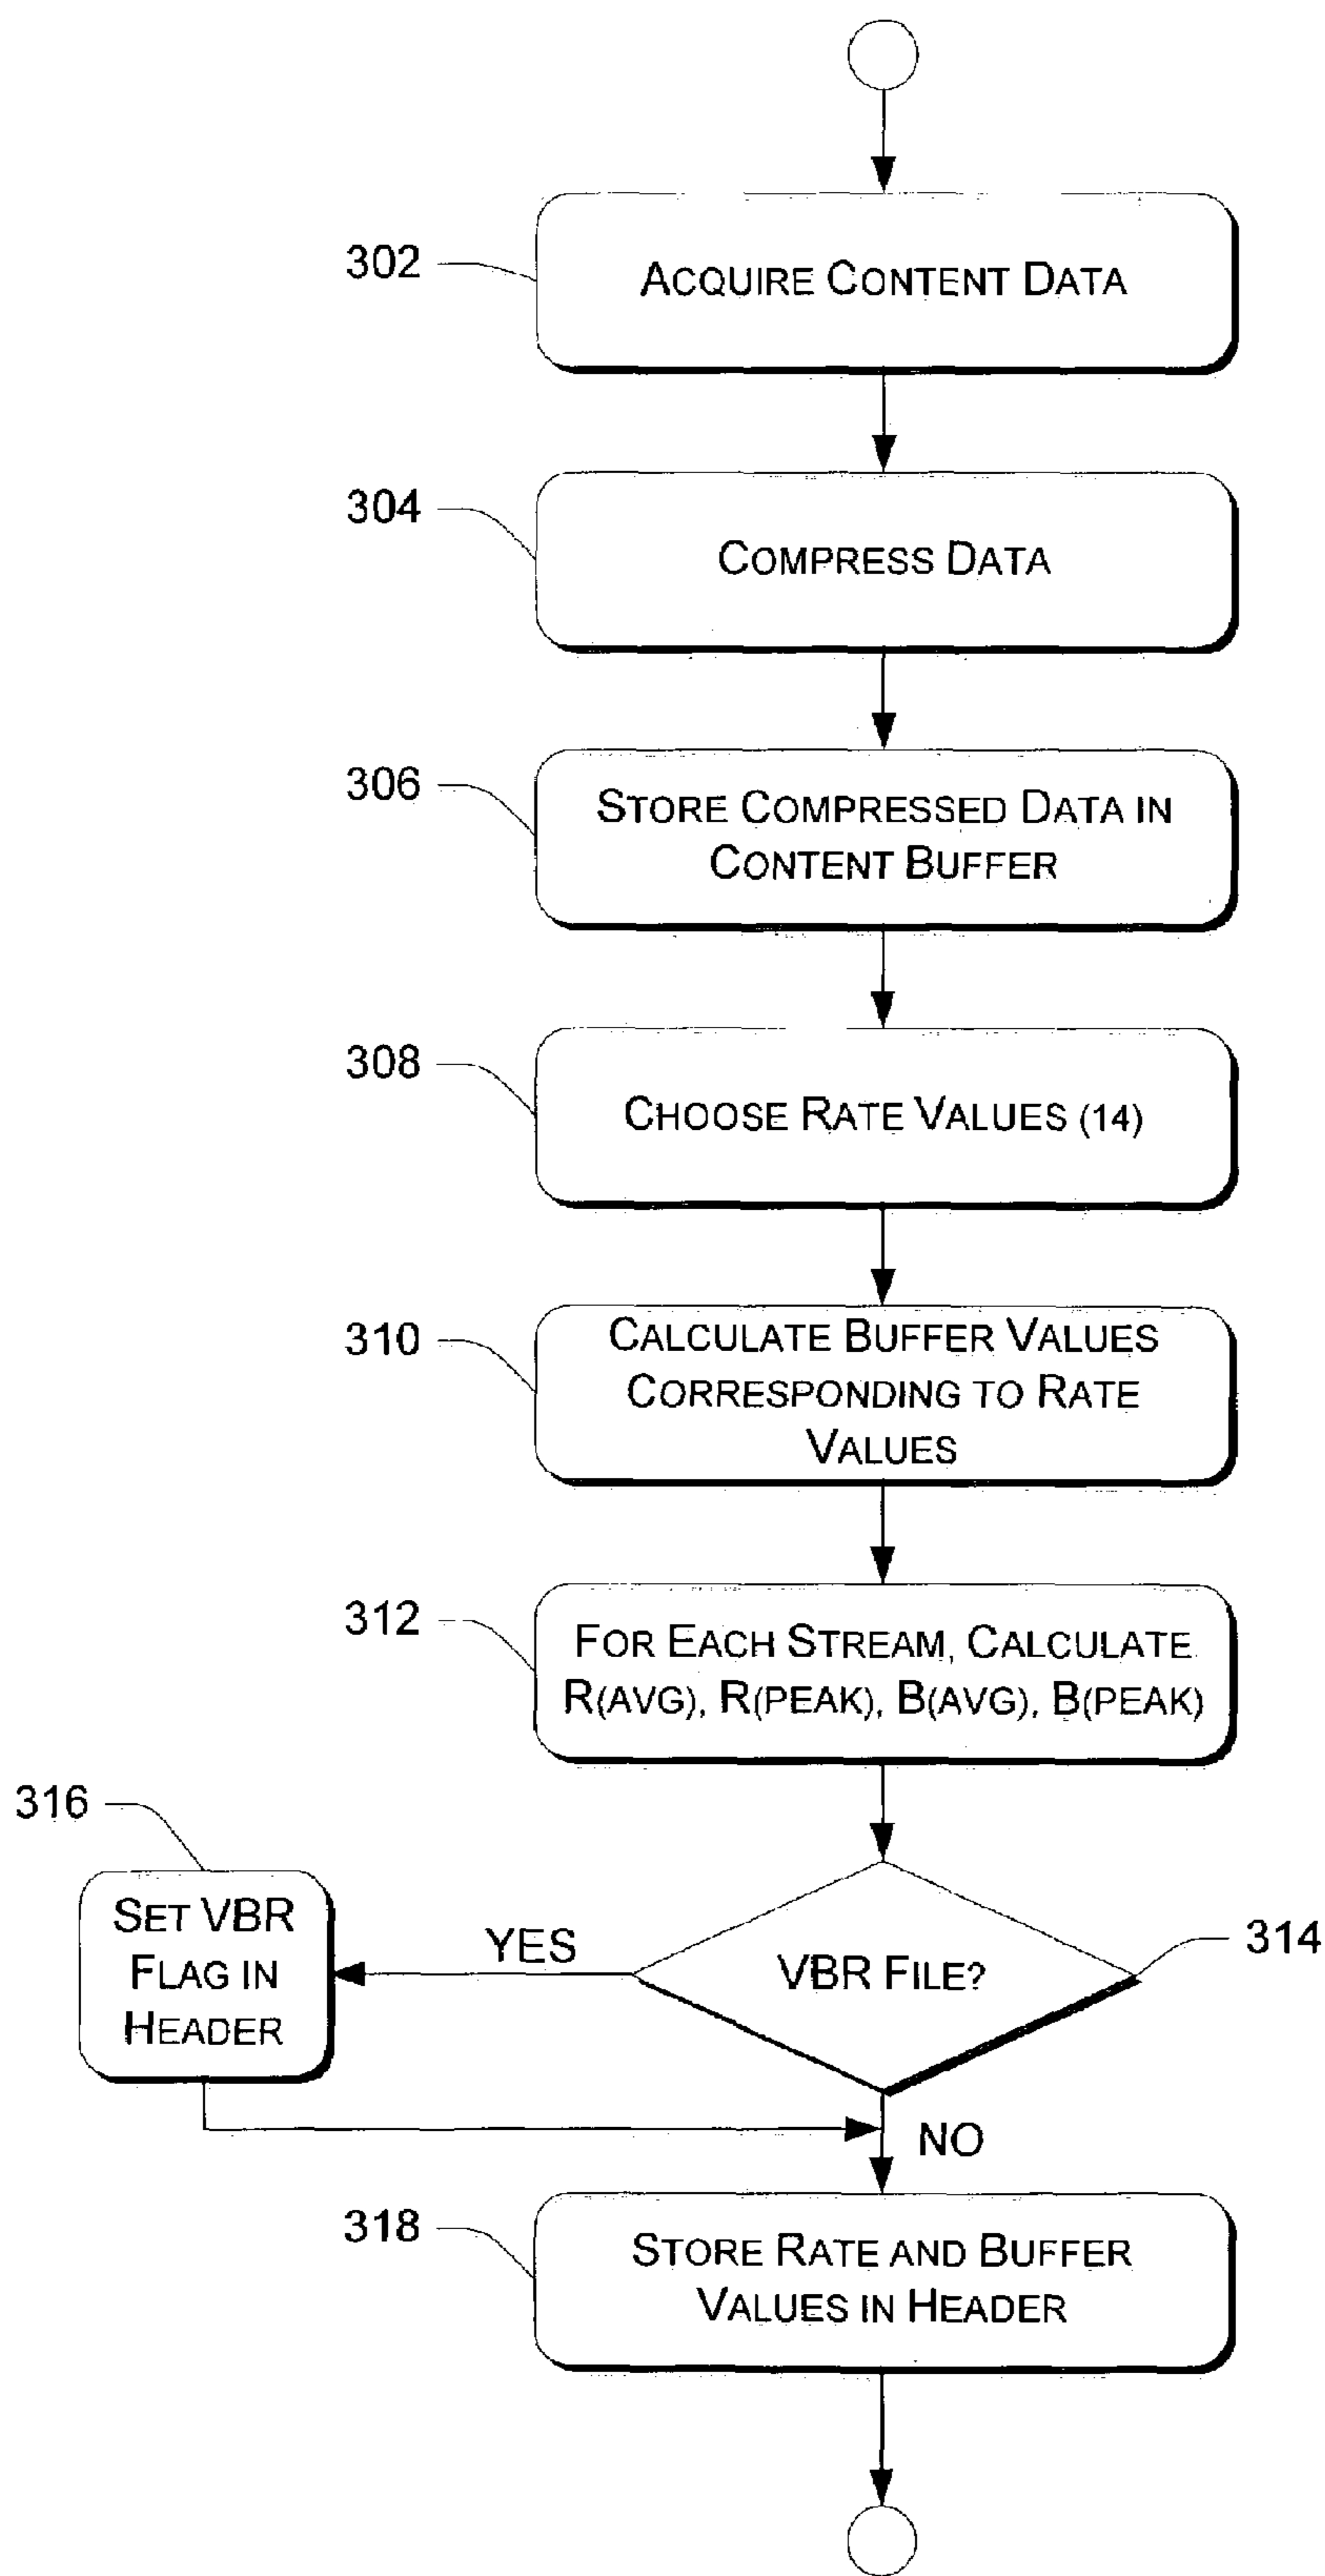 302
ACQUIRE CONTENT DATA
304
COMPRESS DATA
306
STORE COMPRESSED DATA IN
CONTENT BUFFER
308
CHOOSE RATE VALUES (14)
310
CALCULATE BUFFER VALUES
CORRESPONDING TO RATE
VALUES
312
FOR EACH STREAM, CALCULATE
R(AVG), R(PEAK), B(AVG), B(PEAK)
316
SET VBR
FLAG IN
HEADER
YES
VBR FILE?
314
NO
318
STORE RATE AND BUFFER
VALUES IN HEADER